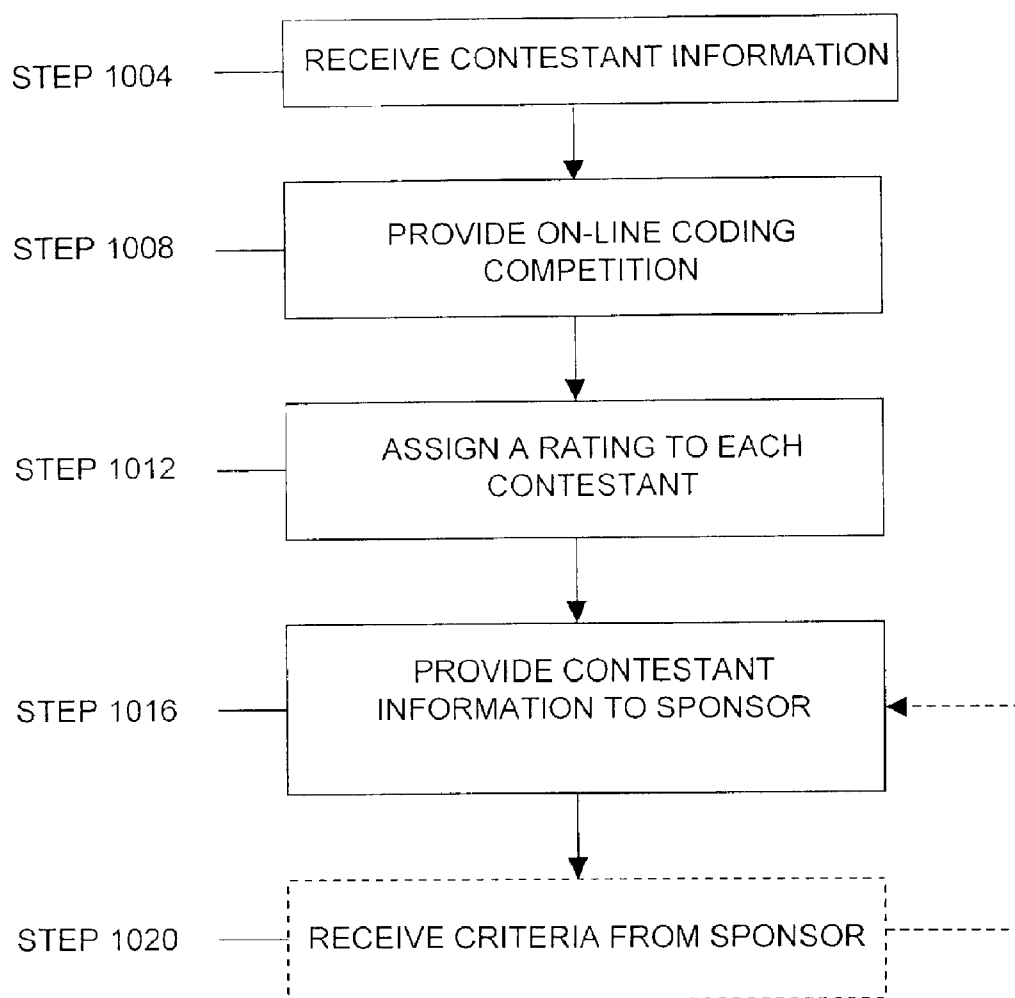 STEP 1004
RECEIVE CONTESTANT INFORMATION
STEP 1008
PROVIDE ON-LINE CODING
COMPETITION
STEP 1012
ASSIGN A RATING TO EACH
CONTESTANT
STEP 1016
PROVIDE CONTESTANT
INFORMATION TO SPONSOR
STEP 1020
RECEIVE CRITERIA FROM SPONSOR